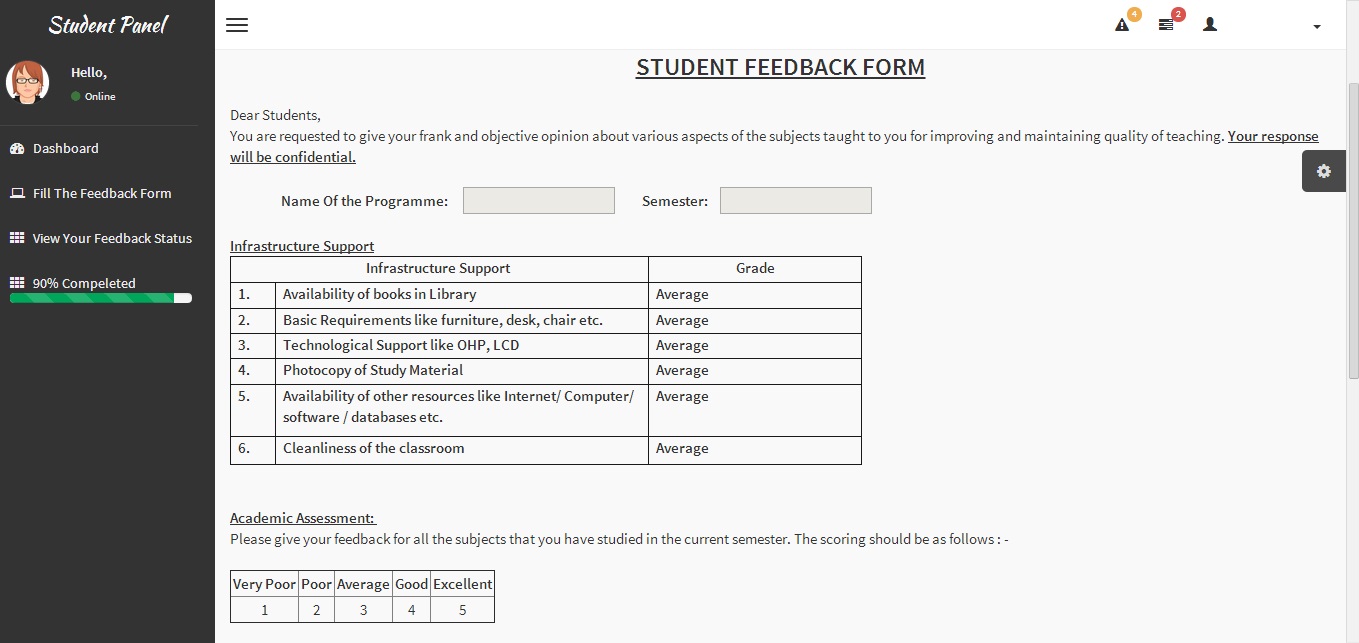 Student Panel
4
2
Hello,
Online
Dashboard
Fill The Feedback Form
View Your Feedback Status
90% Compeleted
STUDENT FEEDBACK FORM
Dear Students,
You are requested to give your frank and objective opinion about various aspects of the subjects taught to you for improving and maintaining quality of teaching. Your response
will be confidential.
Name Of the Programme: Semester:
Infrastructure Support
Infrastructure Support Grade
1. Availability of books in Library Average
2. Basic Requirements like furniture, desk, chair etc. Average
3. Technological Support like OHP, LCD Average
4. Photocopy of Study Material Average
5. Availability of other resources like Internet/ Computer/ Average
software / databases etc.
6. Cleanliness of the classroom Average
Academic Assessment:
Please give your feedback for all the subjects that you have studied in the current semester. The scoring should be as follows : -
Very Poor Poor Average Good Excellent
1 2 3 4 5